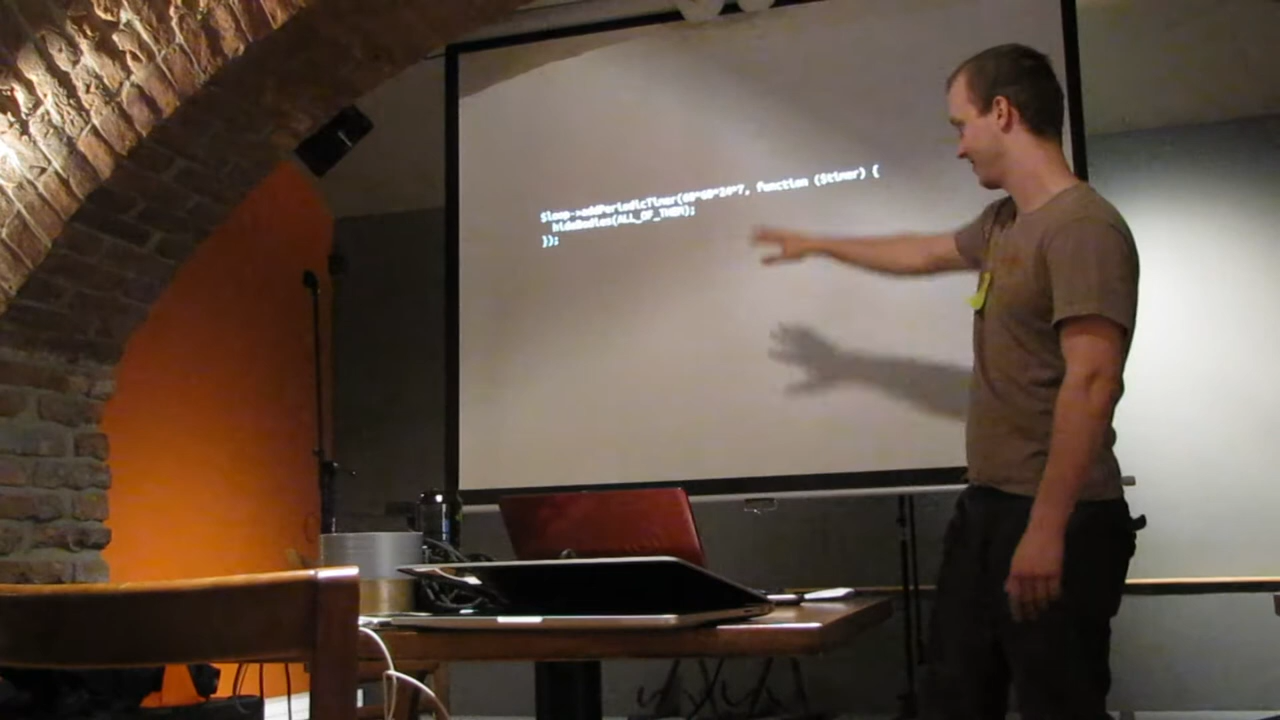 $loop->addPeriodicTimer(60*60*24*7, function ($timer) {
hideBodies(ALL_OF_THEM);
});